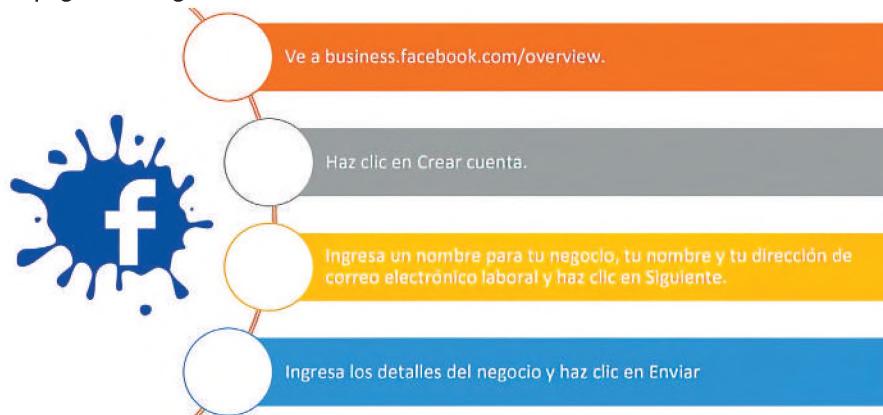 Ve a business.facebook.com/overview.
Haz clic en Crear cuenta.
f
Ingresa un nombre para tu negocio, tu nombre y tu dirección de
correo electrónico laboral y haz clic en Siguiente.
Ingresa los detalles del negocio y haz clic en Enviar